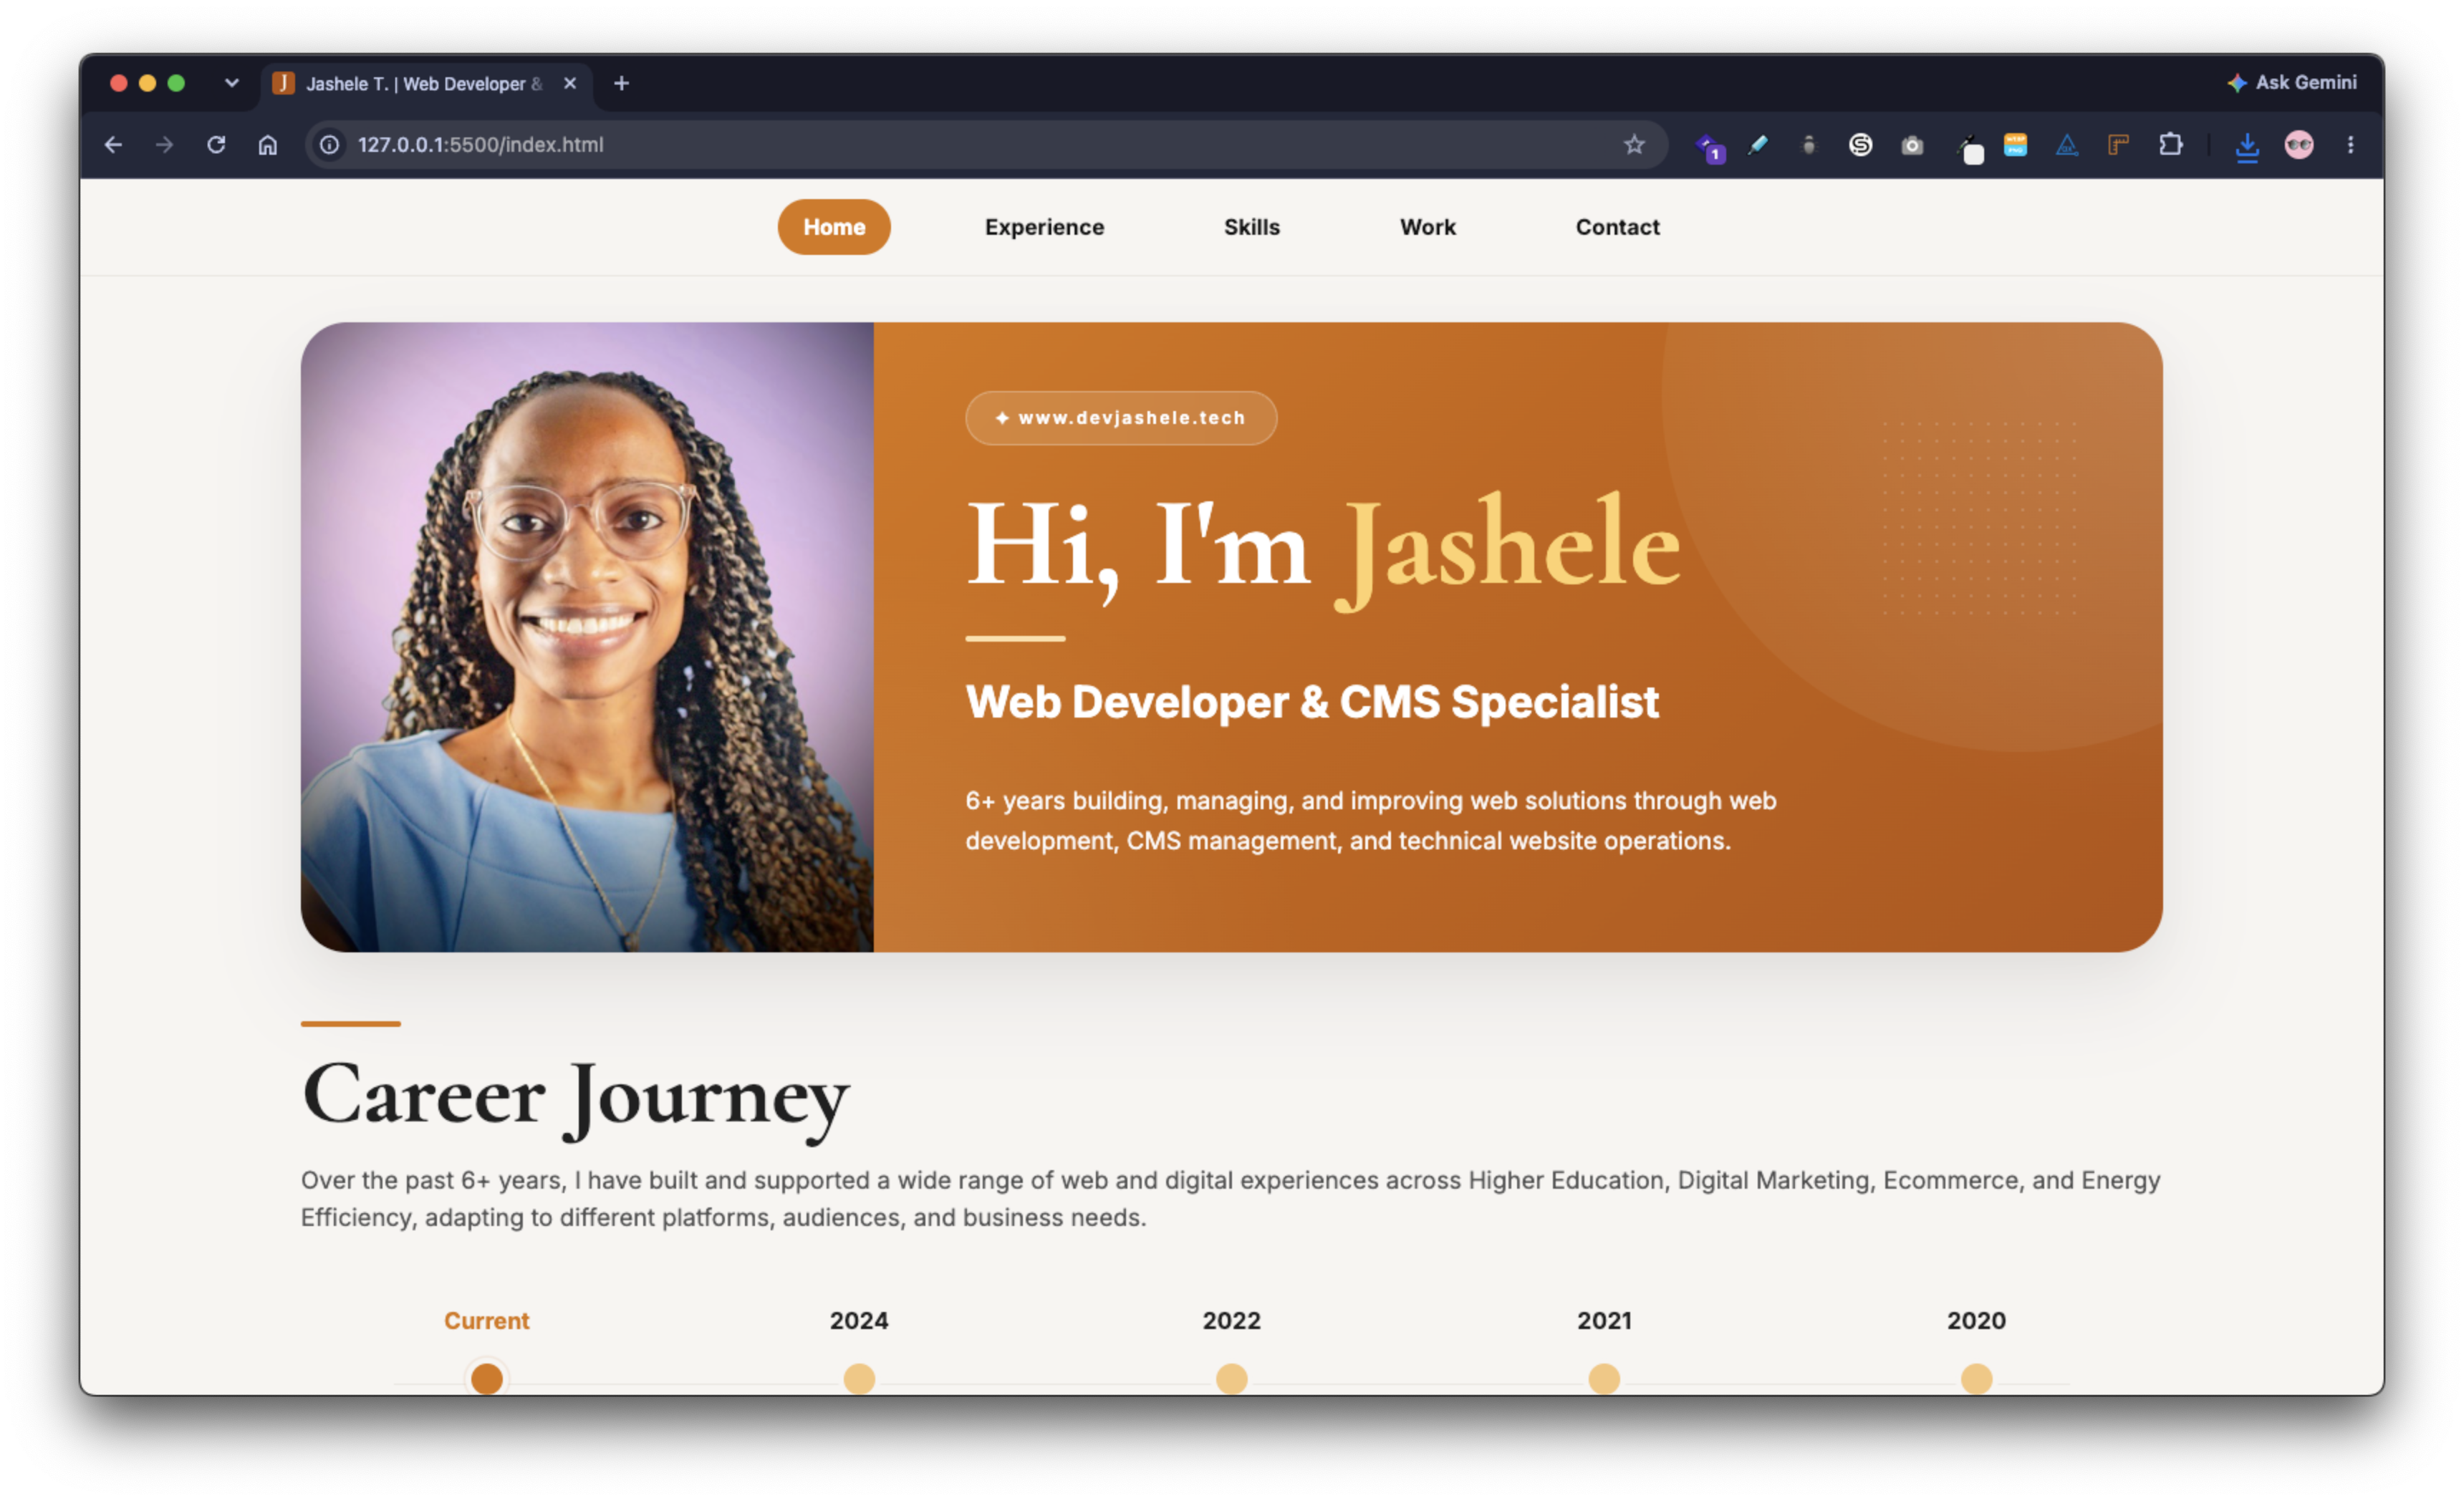 J Jashele T. | Web Developer &
Ask Gemini
127.0.0.1:5500/index.html
1
Home Experience Skills Work Contact
✦ www.devjashele.tech
Hi, I'm Jashele
Web Developer & CMS Specialist
6+ years building, managing, and improving web solutions through web
development, CMS management, and technical website operations.
Career Journey
Over the past 6+ years, I have built and supported a wide range of web and digital experiences across Higher Education, Digital Marketing, Ecommerce, and Energy
Efficiency, adapting to different platforms, audiences, and business needs.
Current 2024 2022 2021 2020